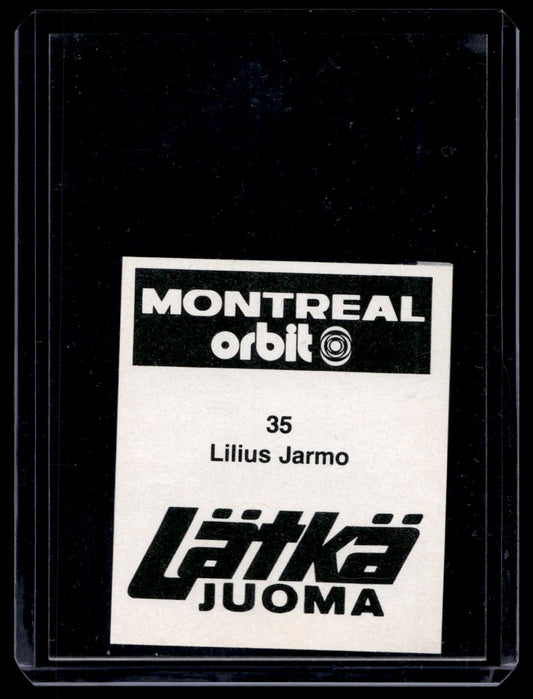 MONTREAL
orbit
35
Lilius Jarmo
Lätkä
JUOMA